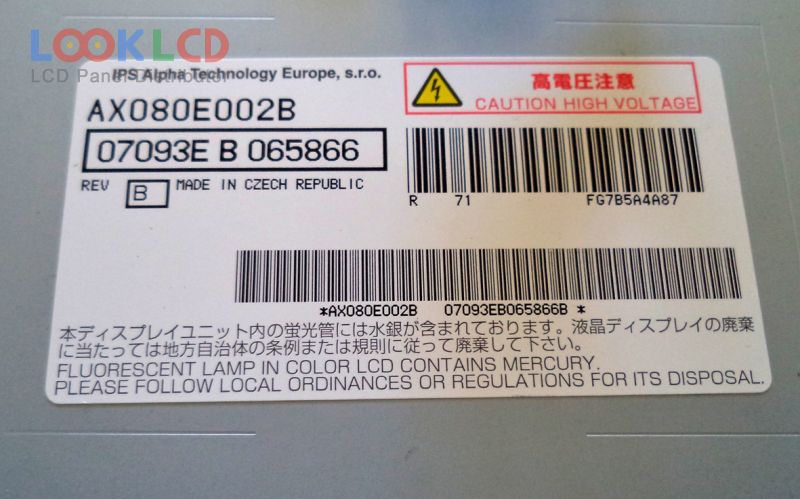 LOOKLCD
LCD Panel Distributor
IPS Alpha Technology Europe, s.r.o.
AX080E002B
07093E B 065866
REV B MADE IN CZECH REPUBLIC
高電圧注意
CAUTION HIGH VOLTAGE
R 71 FG7B5A4A87
*AX080E002B 07093EB065866B *
本ディスプレイユニット内の蛍光管には水銀が含まれております。液晶ディスプレイの廃棄
に当たっては地方自治体の条例または規則に従って廃棄して下さい。
FLUORESCENT LAMP IN COLOR LCD CONTAINS MERCURY.
PLEASE FOLLOW LOCAL ORDINANCES OR REGULATIONS FOR ITS DISPOSAL.